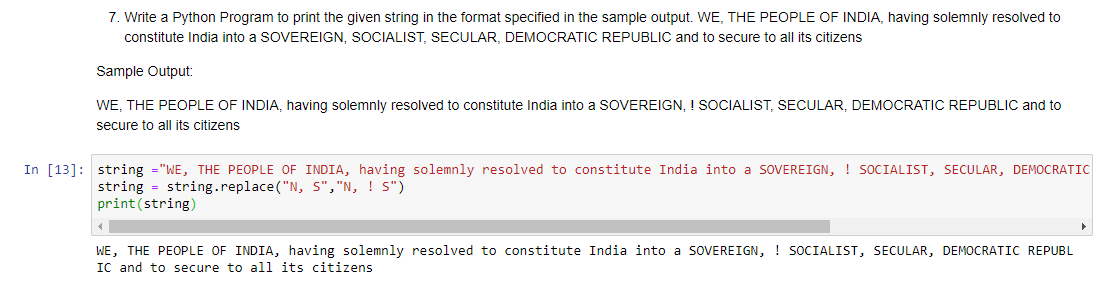 7. Write a Python Program to print the given string in the format specified in the sample output. WE, THE PEOPLE OF INDIA, having solemnly resolved to
constitute India into a SOVEREIGN, SOCIALIST, SECULAR, DEMOCRATIC REPUBLIC and to secure to all its citizens
Sample Output:
WE, THE PEOPLE OF INDIA, having solemnly resolved to constitute India into a SOVEREIGN, ! SOCIALIST, SECULAR, DEMOCRATIC REPUBLIC and to
secure to all its citizens
In [13]: string ="WE, THE PEOPLE OF INDIA, having solemnly resolved to constitute India into a SOVEREIGN, ! SOCIALIST, SECULAR, DEMOCRATIC
string = string.replace("N, S","N, ! S")
print(string)
WE, THE PEOPLE OF INDIA, having solemnly resolved to constitute India into a SOVEREIGN, ! SOCIALIST, SECULAR, DEMOCRATIC REPUBL
IC and to secure to all its citizens